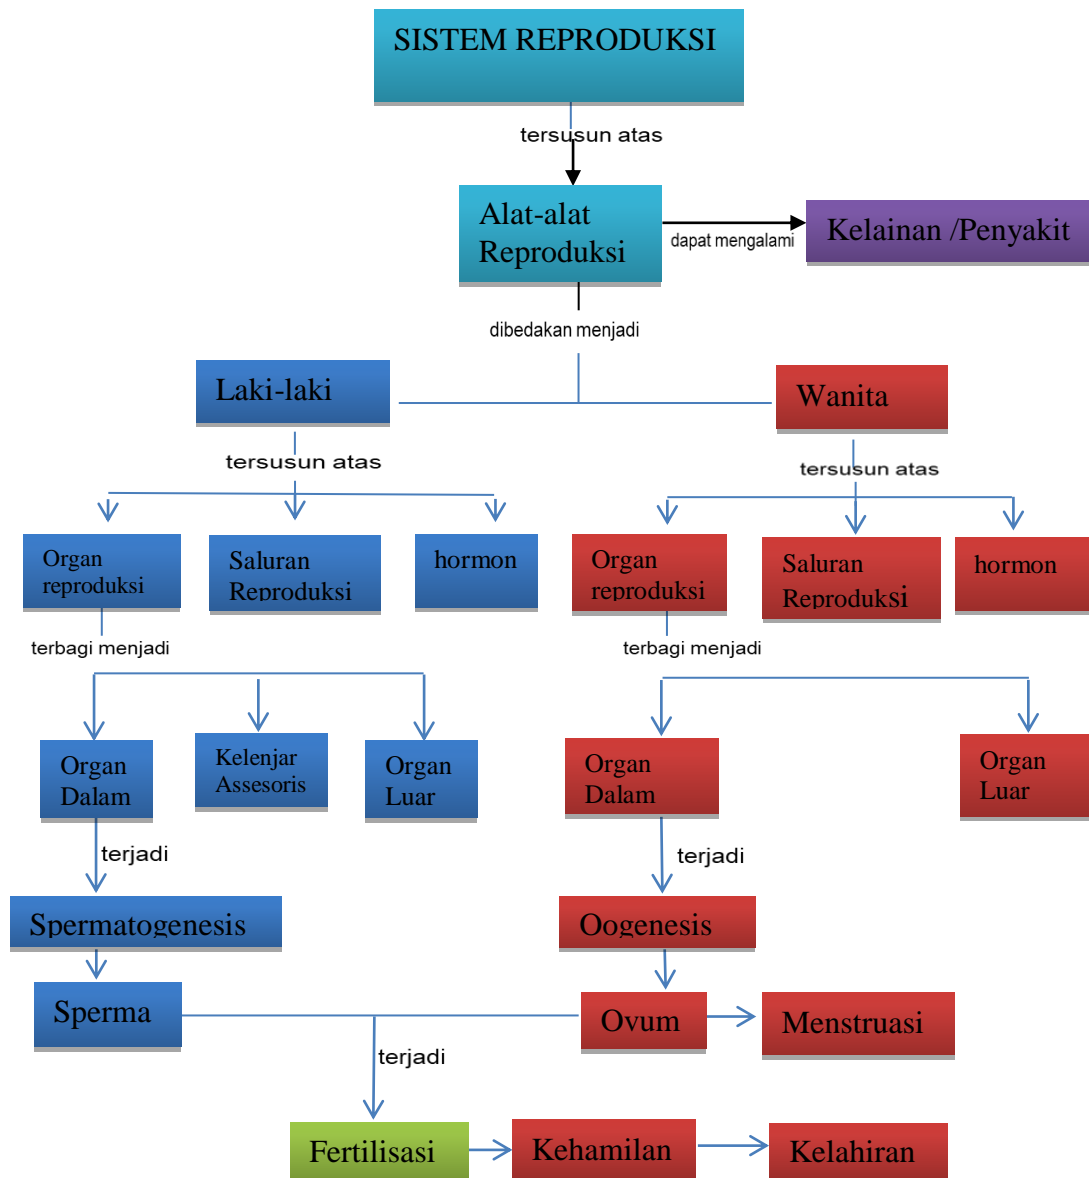 SISTEM REPRODUKSI
tersusun atas
Alat-alat
Reproduksi
dapat mengalami
Kelainan /Penyakit
dibedakan menjadi
Laki-laki
Wanita
tersusun atas
tersusun atas
Organ
reproduksi
Saluran
Reproduksi
hormon
Organ
reproduksi
Saluran
Reproduksi
hormon
terbagi menjadi
terbagi menjadi
Organ
Dalam
Kelenjar
Assesoris
Organ
Luar
Organ
Dalam
Organ
Luar
terjadi
terjadi
Spermatogenesis
Oogenesis
Sperma
Ovum
Menstruasi
terjadi
Fertilisasi
Kehamilan
Kelahiran